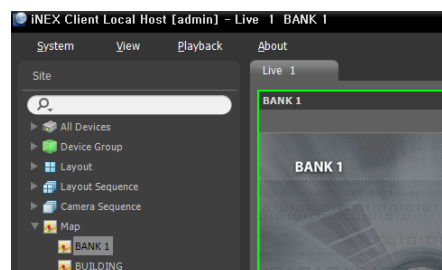 iNEX Client Local Host [admin] – Live 1 BANK 1
System View Playback About
Site
Live 1
BANK 1
All Devices
Device Group
BANK 1
Layout
Layout Sequence
Camera Sequence
Map
BANK 1
BUILDING